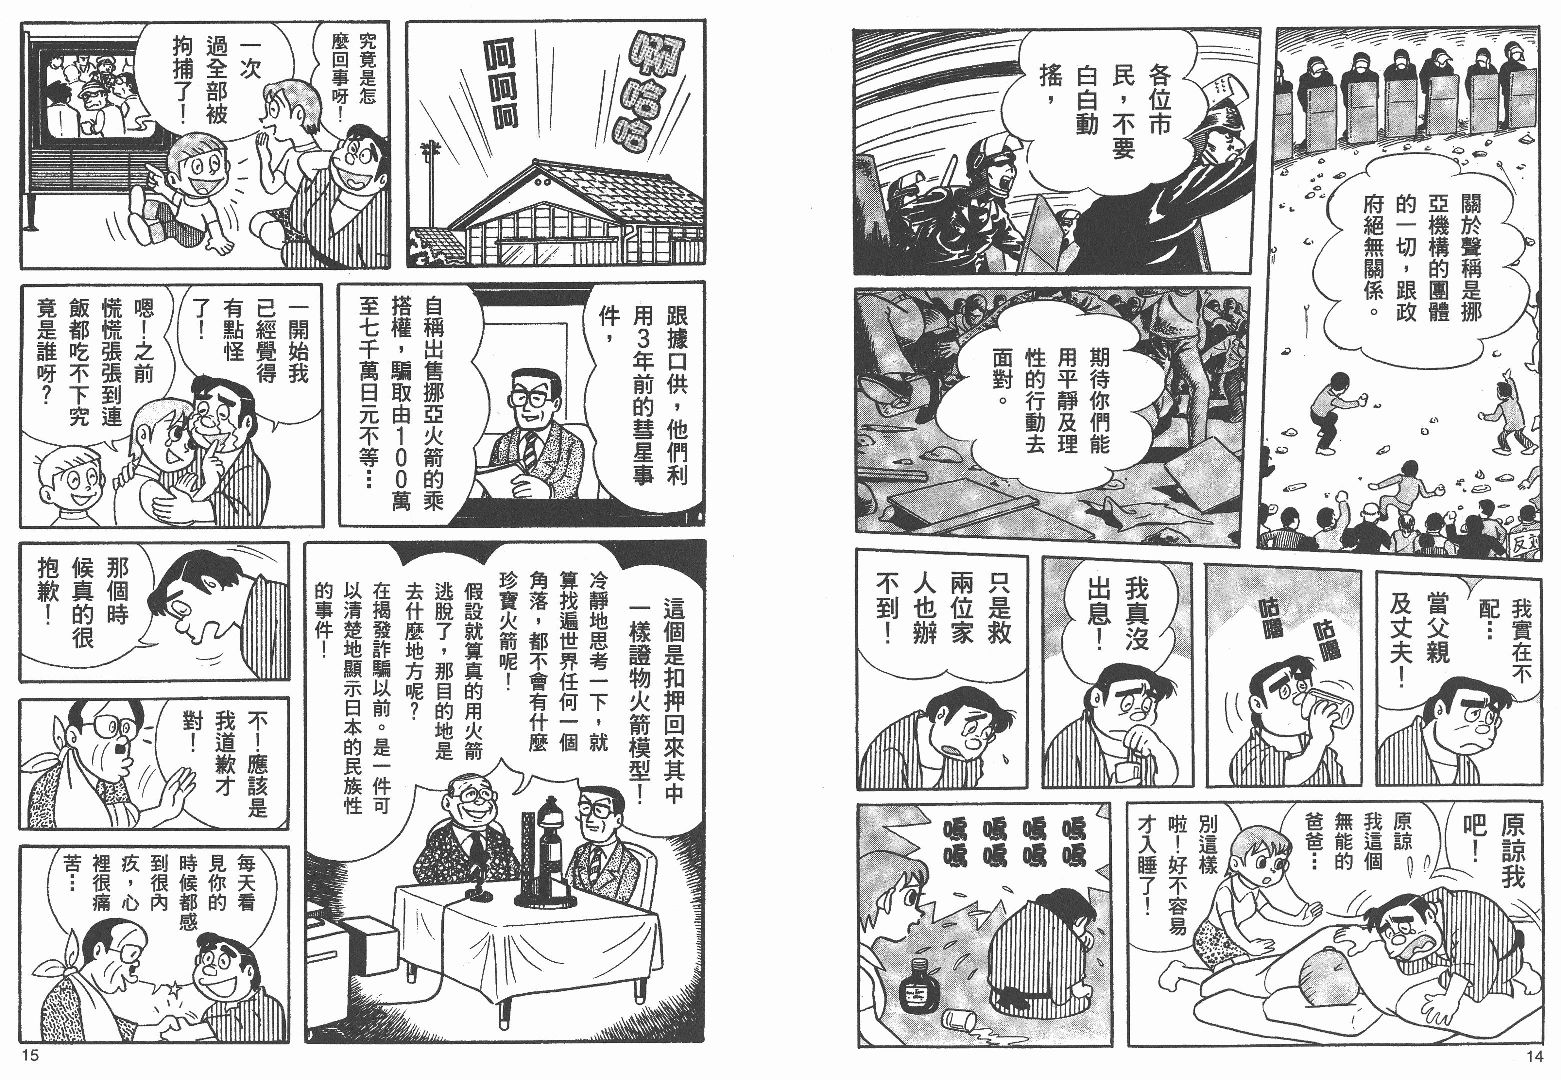 關於聲稱是挪
亞機構的團體
的一切，跟政
府絕無關係。
各位市
民，不要
白白動
搖，
期待你們能
用平靜及理
性的行動去
面對。
反対
我實在不
配…
當父親
及丈夫！
咕嚕
咕嚕
我真沒
出息！
只是救
兩位家
人也辦
不到！
原諒我
吧！
原諒
我這個
無能的
爸爸…
別這樣
啦！好不容易
才入睡了！
嗚嗚
嗚嗚
嗚嗚
嗚嗚
14
啊哈哈
呵呵呵
究竟是怎
麼回事呀！
一次
過全部被
拘捕了！
跟據口供，他們利
用3年前的彗星事
件，
自稱出售挪亞火箭的乘
搭權，騙取由100萬
至七千萬日元不等…
一開始我
已經覺得
有點怪
了！
嗯！之前
慌慌張張到連
飯都吃不下究
竟是誰呀？
這個是扣押回來其中
一樣證物火箭模型！
冷靜地思考一下，就
算找遍世界任何一個
角落，都不會有什麼
珍寶火箭呢！
假設就算真的用火箭
逃脫了，那目的地是
去什麼地方呢？
在揭發詐騙以前。是一件可
以清楚地顯示日本的民族性
的事件！
那個時
候真的很
抱歉！
不！應該是
我道歉才
對！
每天看
見你的
時候都感
到很內
疚，心
裡很痛
苦…
15